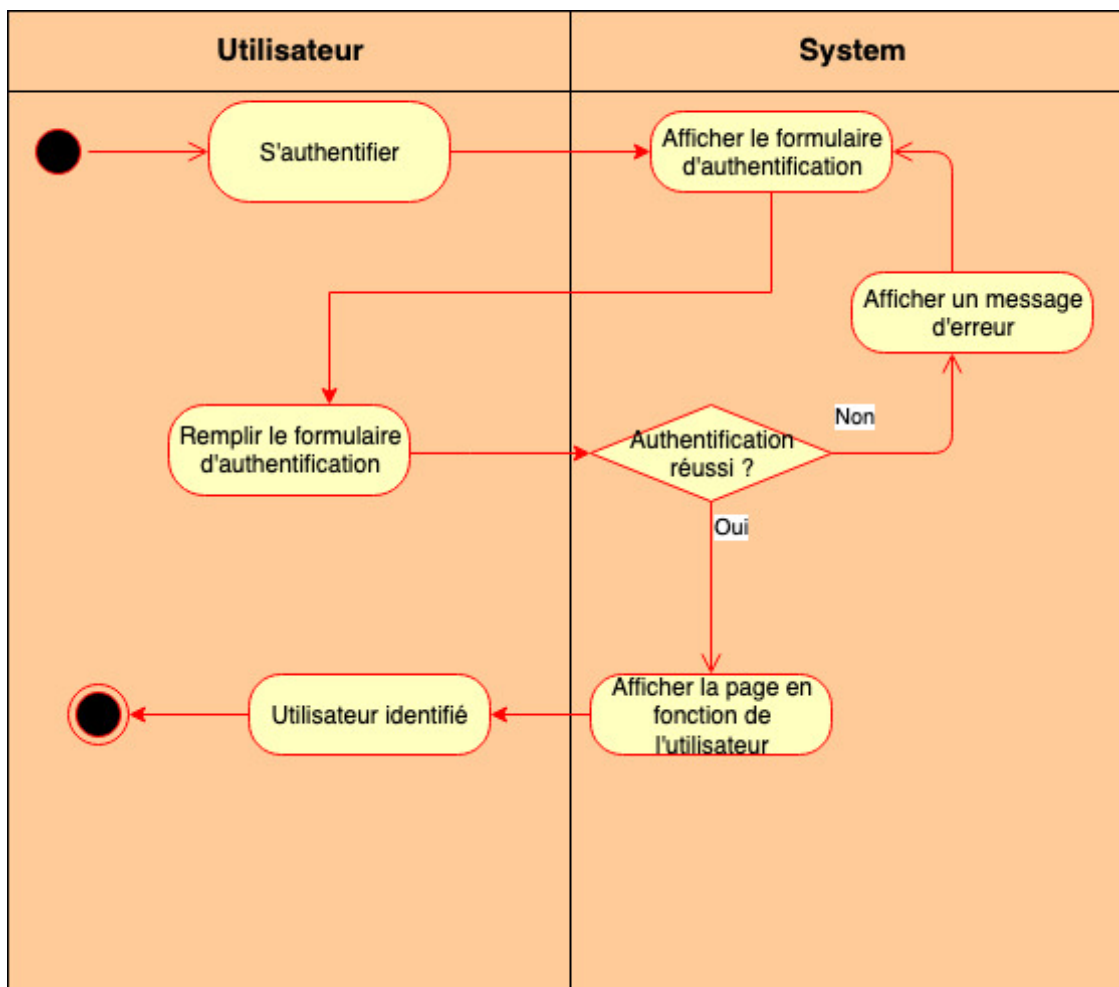 Utilisateur
System
S'authentifier
Afficher le formulaire
d'authentification
Afficher un message
d'erreur
Remplir le formulaire
d'authentification
Authentification
réussi ?
Non
Oui
Utilisateur identifié
Afficher la page en
fonction de
l'utilisateur